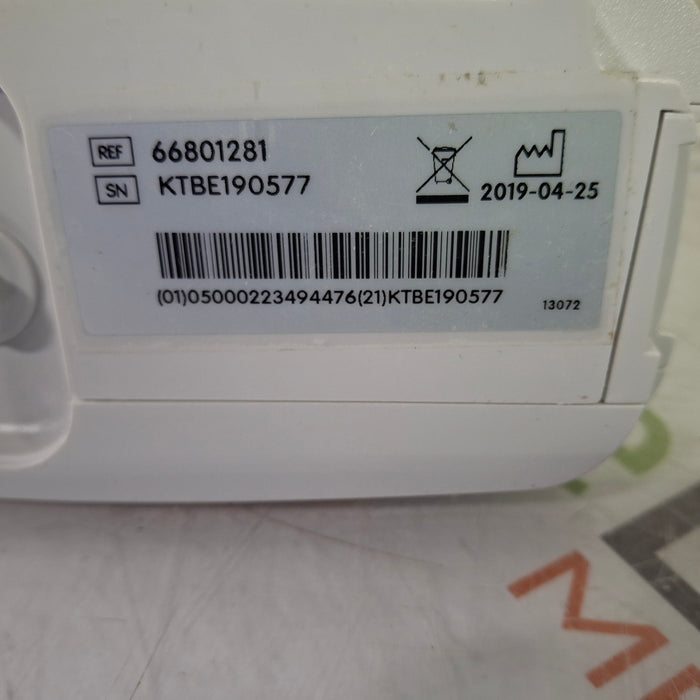 REF 66801281
SN KTBE190577
2019-04-25
(01)05000223494476(21)KTBE190577
13072